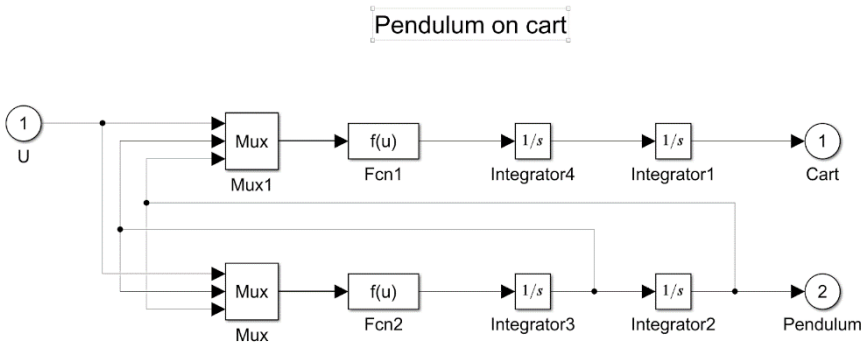 Pendulum on cart
1
U
Mux
Mux1
f(u)
Fcn1
1/s
Integrator4
1/s
Integrator1
1
Cart
Mux
Mux
f(u)
Fcn2
1/s
Integrator3
1/s
Integrator2
2
Pendulum